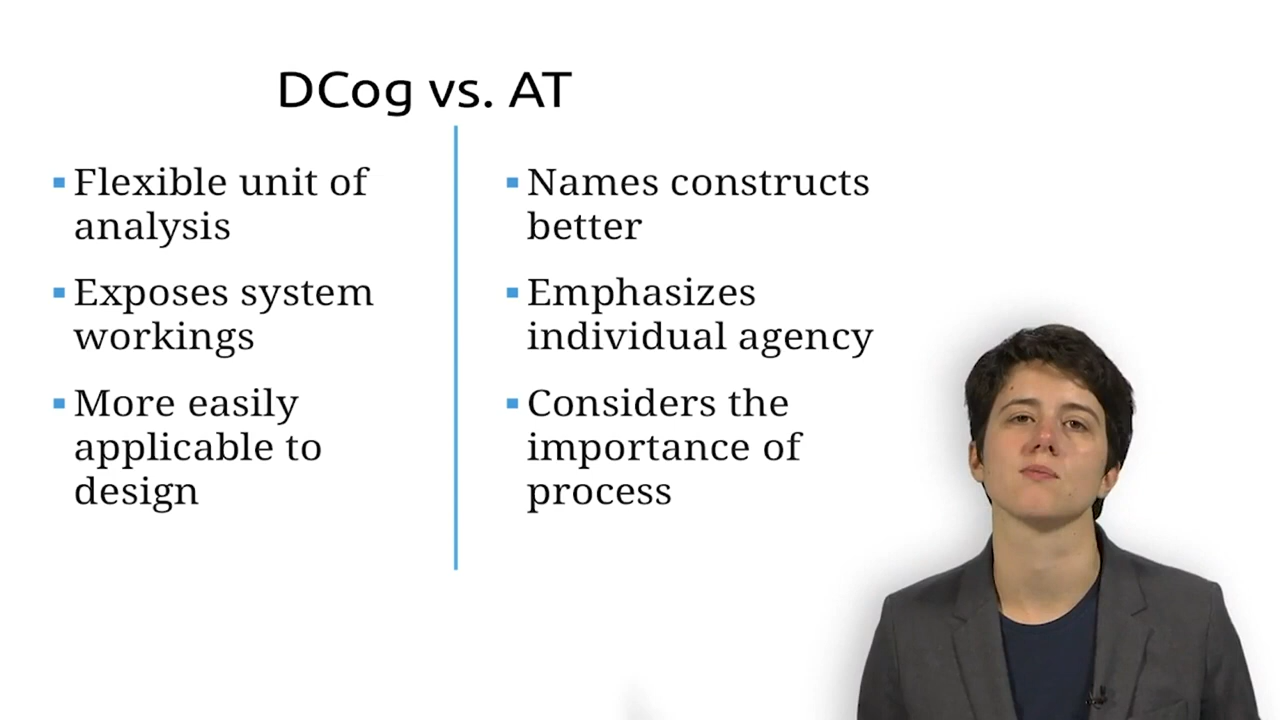 DCog vs. AT
Flexible unit of
analysis
Exposes system
workings
More easily
applicable to
design
Names constructs
better
Emphasizes
individual agency
Considers the
importance of
process